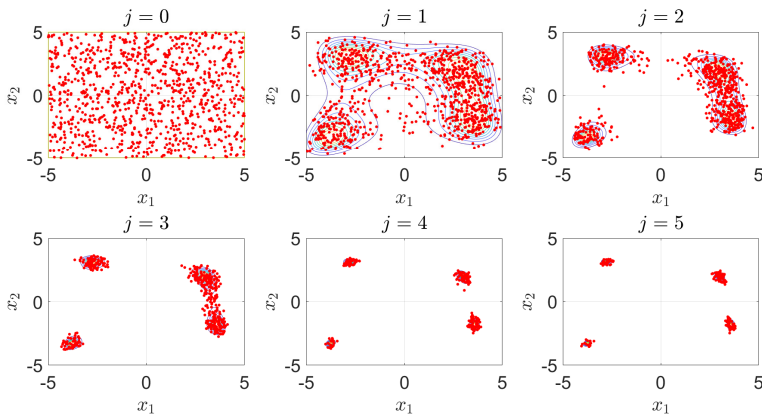 j = 0 j = 1 j = 2
5 5 5
x₂ 0 x₂ 0 x₂ 0
-5 -5 -5
-5 0 5 -5 0 5 -5 0 5
x₁ x₁ x₁
j = 3 j = 4 j = 5
5 5 5
x₂ 0 x₂ 0 x₂ 0
-5 -5 -5
-5 0 5 -5 0 5 -5 0 5
x₁ x₁ x₁